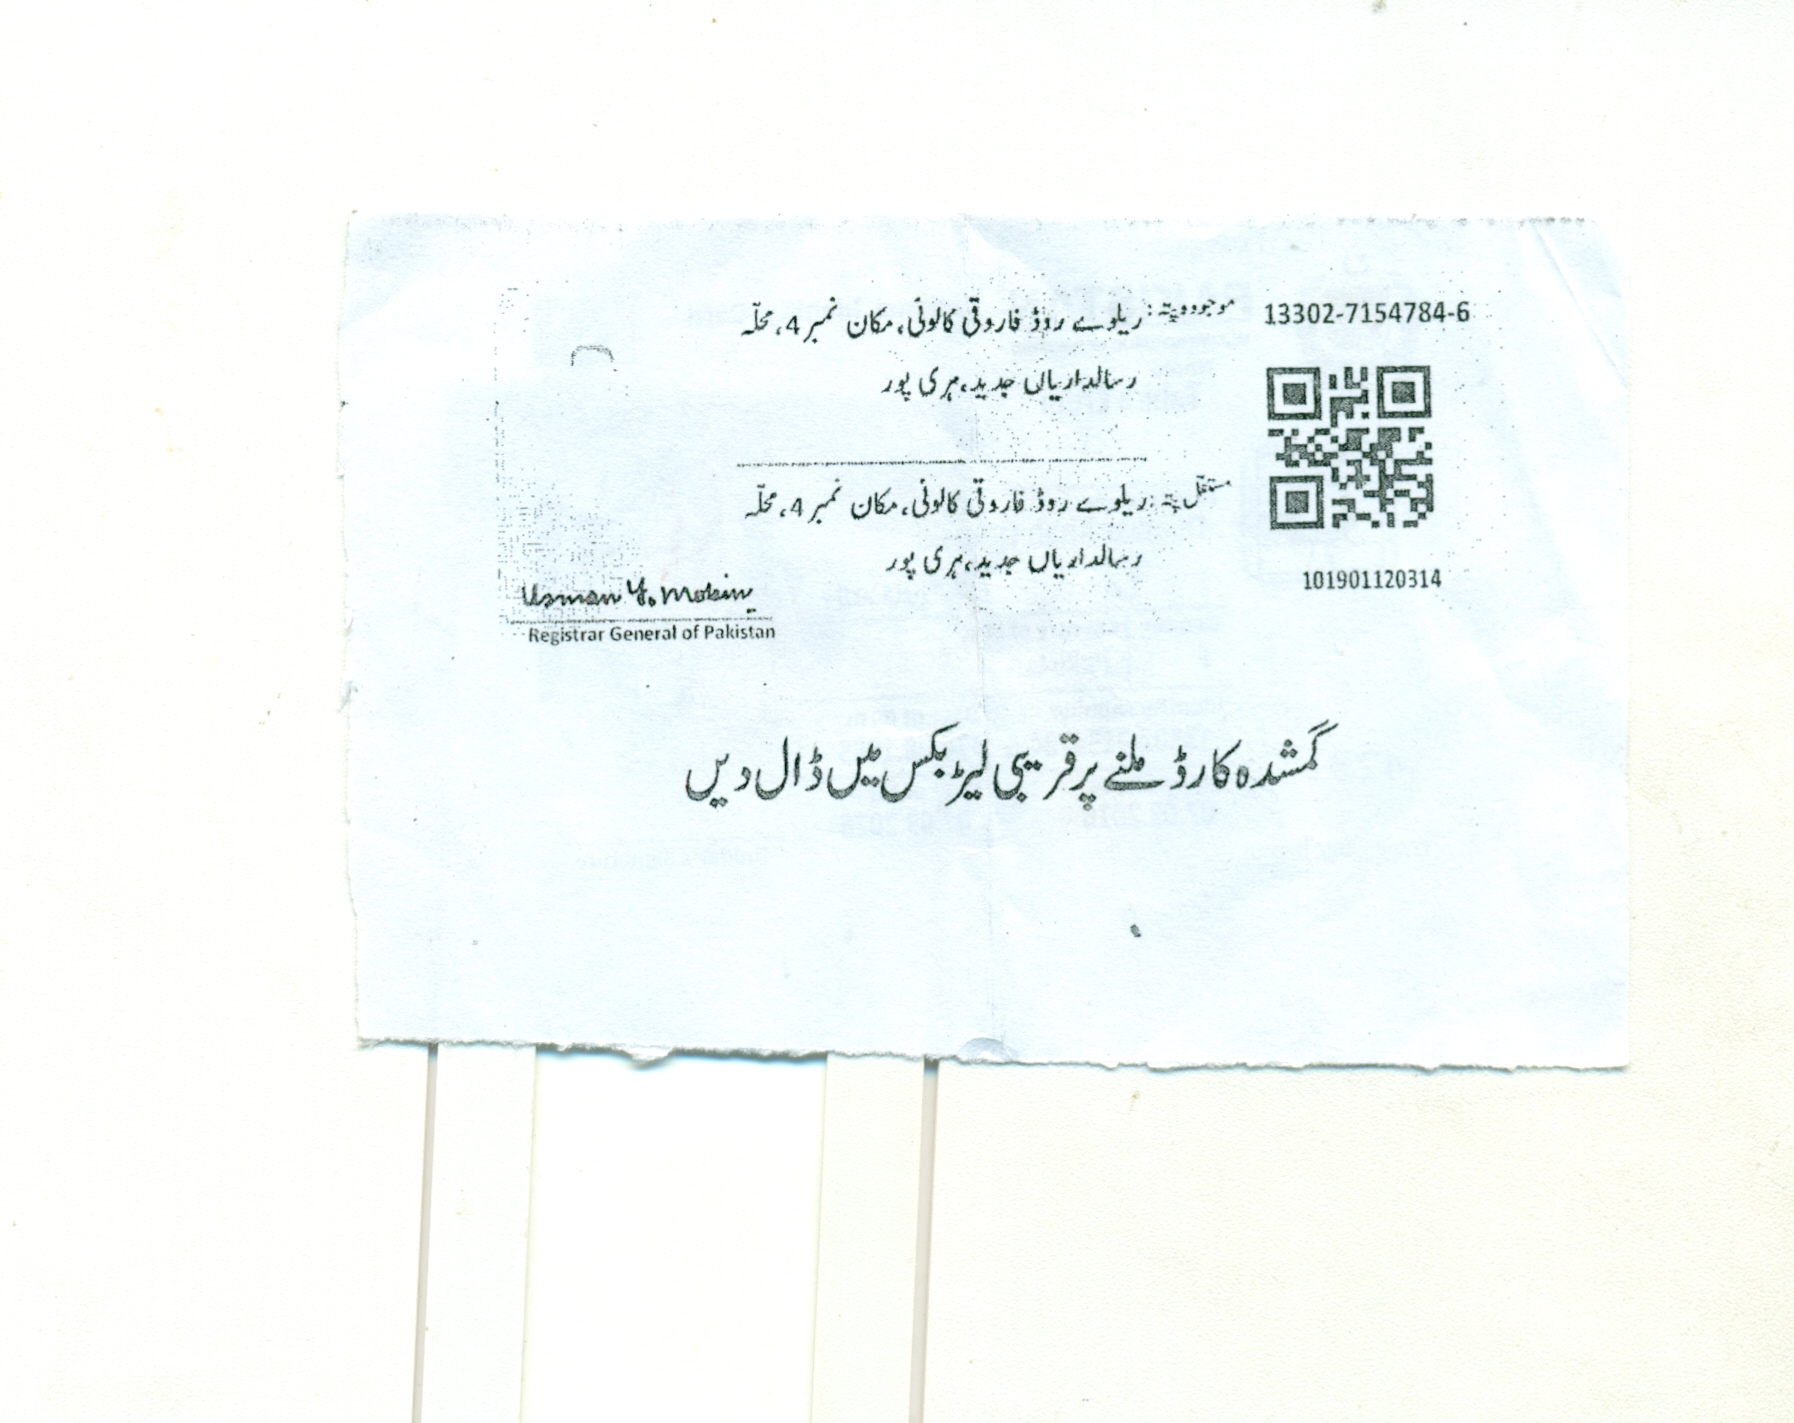 13302-7154784-6
موجودہ پتہ: ریلوے روڈ فاروقی کالونی، مکان نمبر 4، محلّہ
رسالداریاں جدید، ہری پور
مستقل پتہ: ریلوے روڈ فاروقی کالونی، مکان نمبر 4، محلّہ
رسالداریاں جدید، ہری پور
101901120314
Usman Y. Mobin
Registrar General of Pakistan
گمشدہ کارڈ ملنے پر قریبی لیٹر بکس میں ڈال دیں